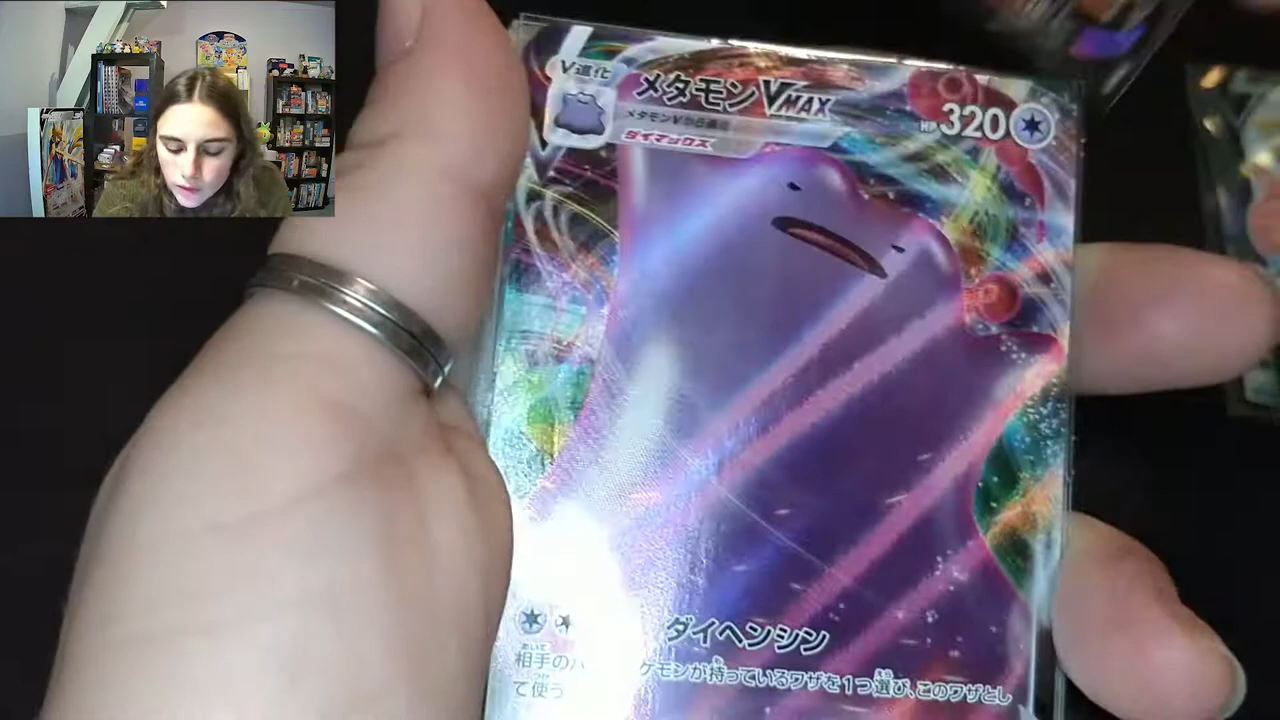 V進化
メタモンVMAX
HP320
メタモンVから進化
ダイマックス
ダイヘンシン
相手の
ケモンが持っているワザを1つ選び、このワザとし
て使う